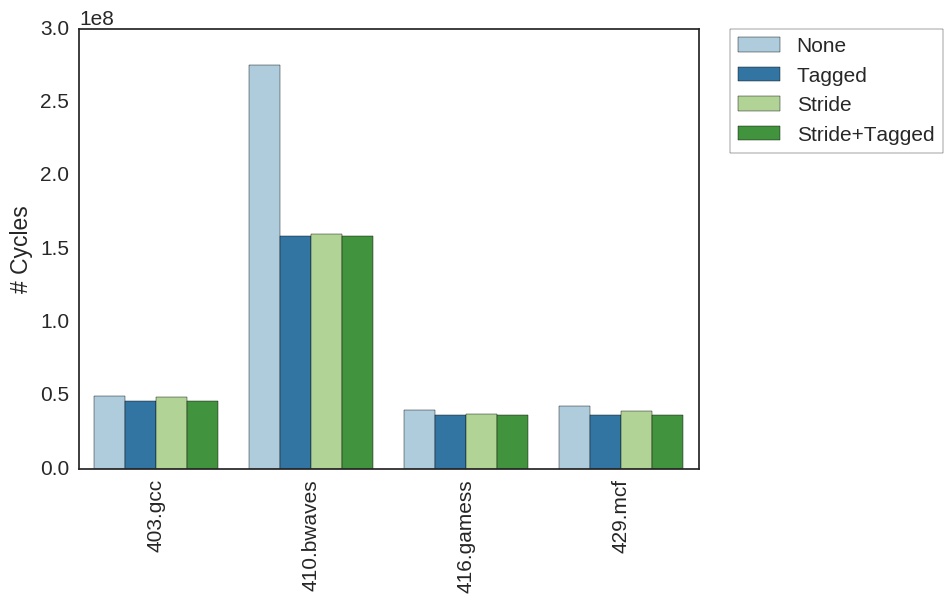 1e8
3.0
2.5
2.0
1.5
1.0
0.5
0.0
# Cycles
403.gcc
410.bwaves
416.gamess
429.mcf
None
Tagged
Stride
Stride+Tagged